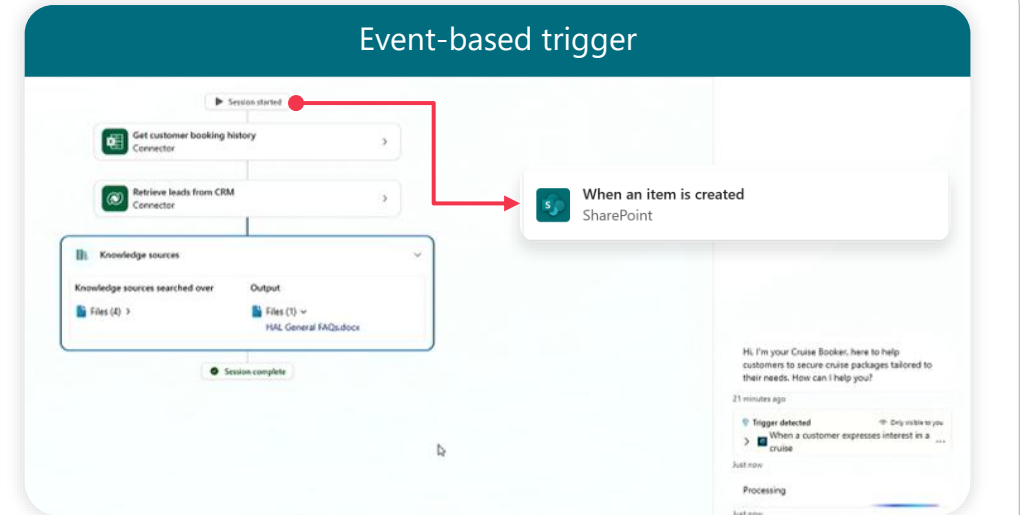 Event-based trigger
Session started
Get customer booking history
Connector
Retrieve leads from CRM
Connector
Knowledge sources
Knowledge sources searched over
Output
Files (4)
Files (1)
HAL General FAQs.docx
Session complete
When an item is created
SharePoint
Hi, I'm your Cruise Booker, here to help
customers to secure cruise packages tailored to
their needs. How can I help you?
21 minutes ago
Trigger detected
Only visible to you
When a customer expresses interest in a
cruise
Just now
Processing
Just now